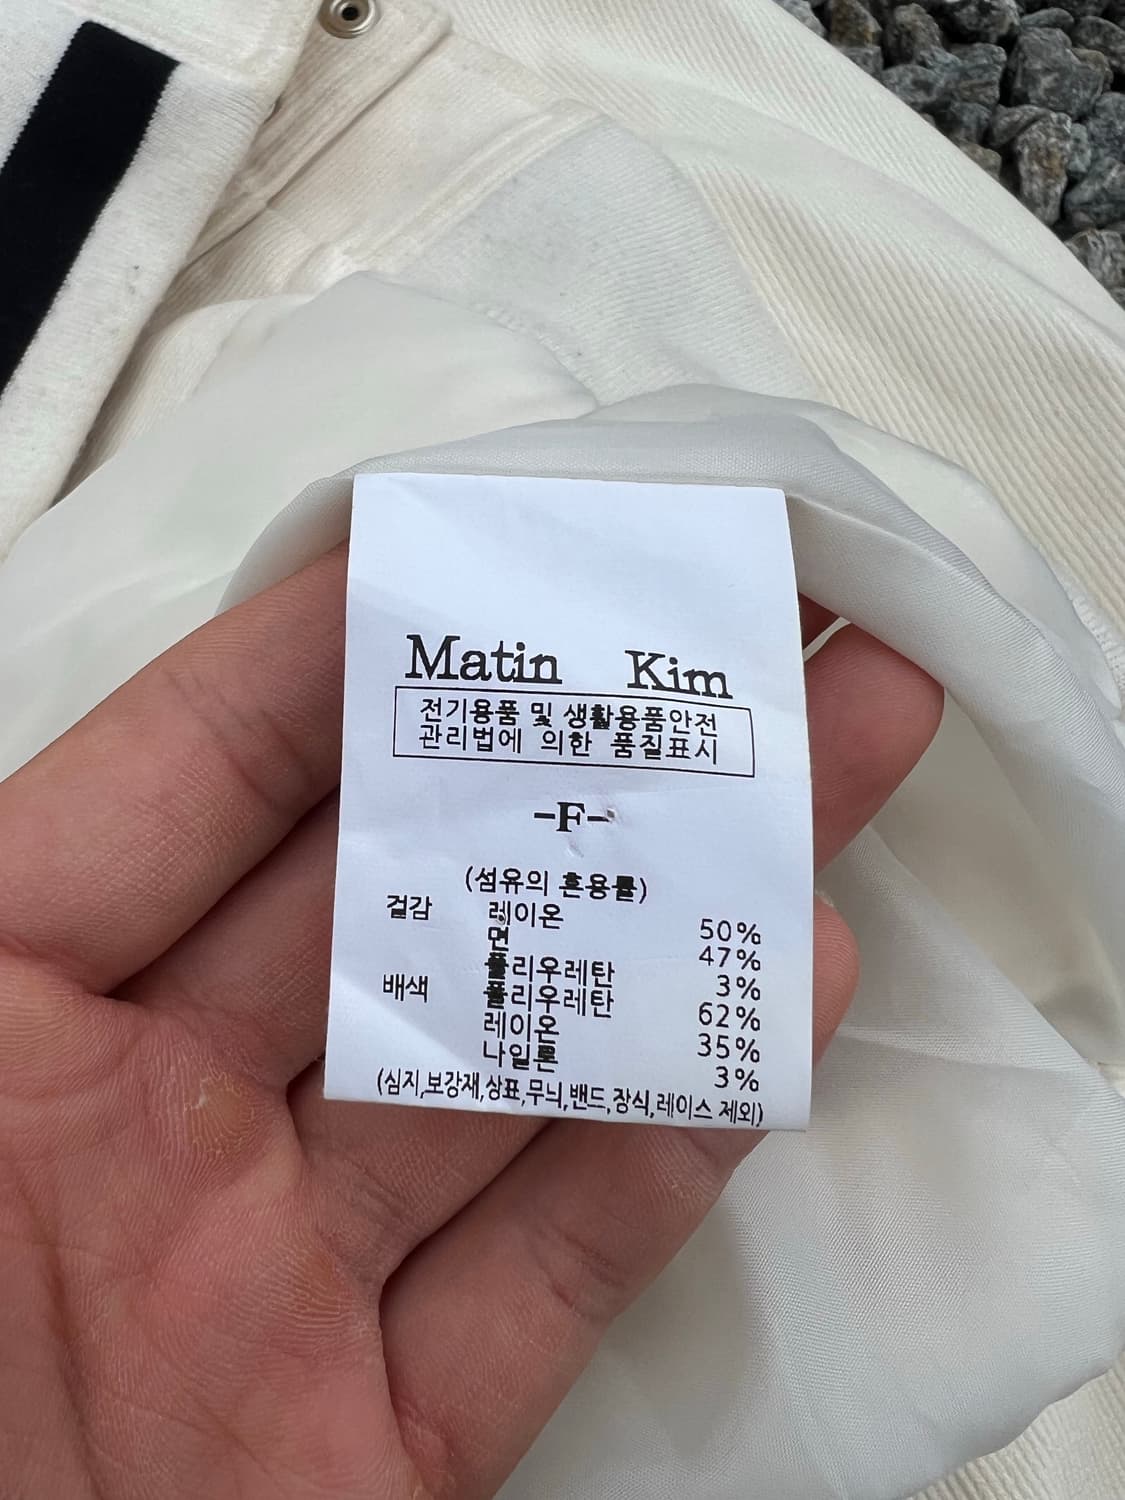 Matin Kim
전기용품 및 생활용품안전
관리법에 의한 품질표시
-F-
(섬유의 혼용률)
겉감 레이온 50%
면 47%
폴리우레탄 3%
배색 폴리우레탄 62%
레이온 35%
나일론 3%
(심지,보강재,상표,무늬,밴드,장식,레이스 제외)